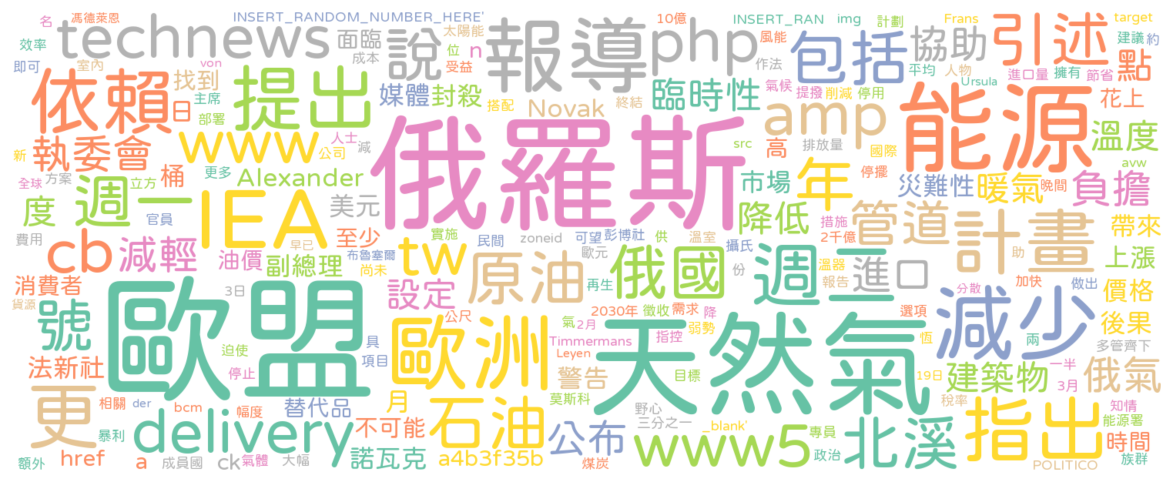 馮德萊恩
名
INSERT_RANDOM_NUMBER_HERE'
太陽能
10億
INSERT_RAN
img
計劃
Frans
target
效率
technews
面臨
說
報導
php
風能
包括
協助
引述
建議
約
即可
室內
成本
位
n
作法
點
依賴
找到
受益
平均
人物
進口量
擁有
節省
日
提出
主席
媒體
封殺
搭配
Novak
終結
臨時性
氣候
提撥
削減
停用
能源
Ursula
von
花上
部署
俄羅斯
amp
執委會
www
人士
減
src
高
排放量
國際
溫度
新
公司
停擺
avw
全球
方案
桶
更多
Alexander
市場
年
災難性
暖氣
晚間
負擔
週一
立方
IEA
度
官員
美元
降低
措施
管道
計畫
帶來
費用
cb
減輕
早已
tw
實施
民間
zoneid
可望
彭博社
供
溫室
2千億
助
至少
油價
布魯塞爾
尚未
原油
歐元
俄國
攝氏
份
週二
溫器
進口
上漲
消費者
副總理
設定
再生
報告
分散
加快
做出
貨源
3日
歐盟
號
公尺
2030年
徵收
需求
降
選項
減少
價格
具
2月
歐洲
氣
弱勢
天然氣
恆
兩
後果
迫使
項目
Timmermans
指控
多管齊下
法新社
停止
Leyen
目標
19日
建築物
一半
俄氣
更
相關
der
bcm
幅度
替代品
月
警告
莫斯科
稅率
3月
知情
暴利
delivery
不可能
石油
公布
野心
三分之一
_blank'
專員
北溪
指出
能源署
時間
額外
href
a
成員國
ck
氣體
大幅
諾瓦克
a4b3f35b
煤炭
www5
政治
POLITICO
族群